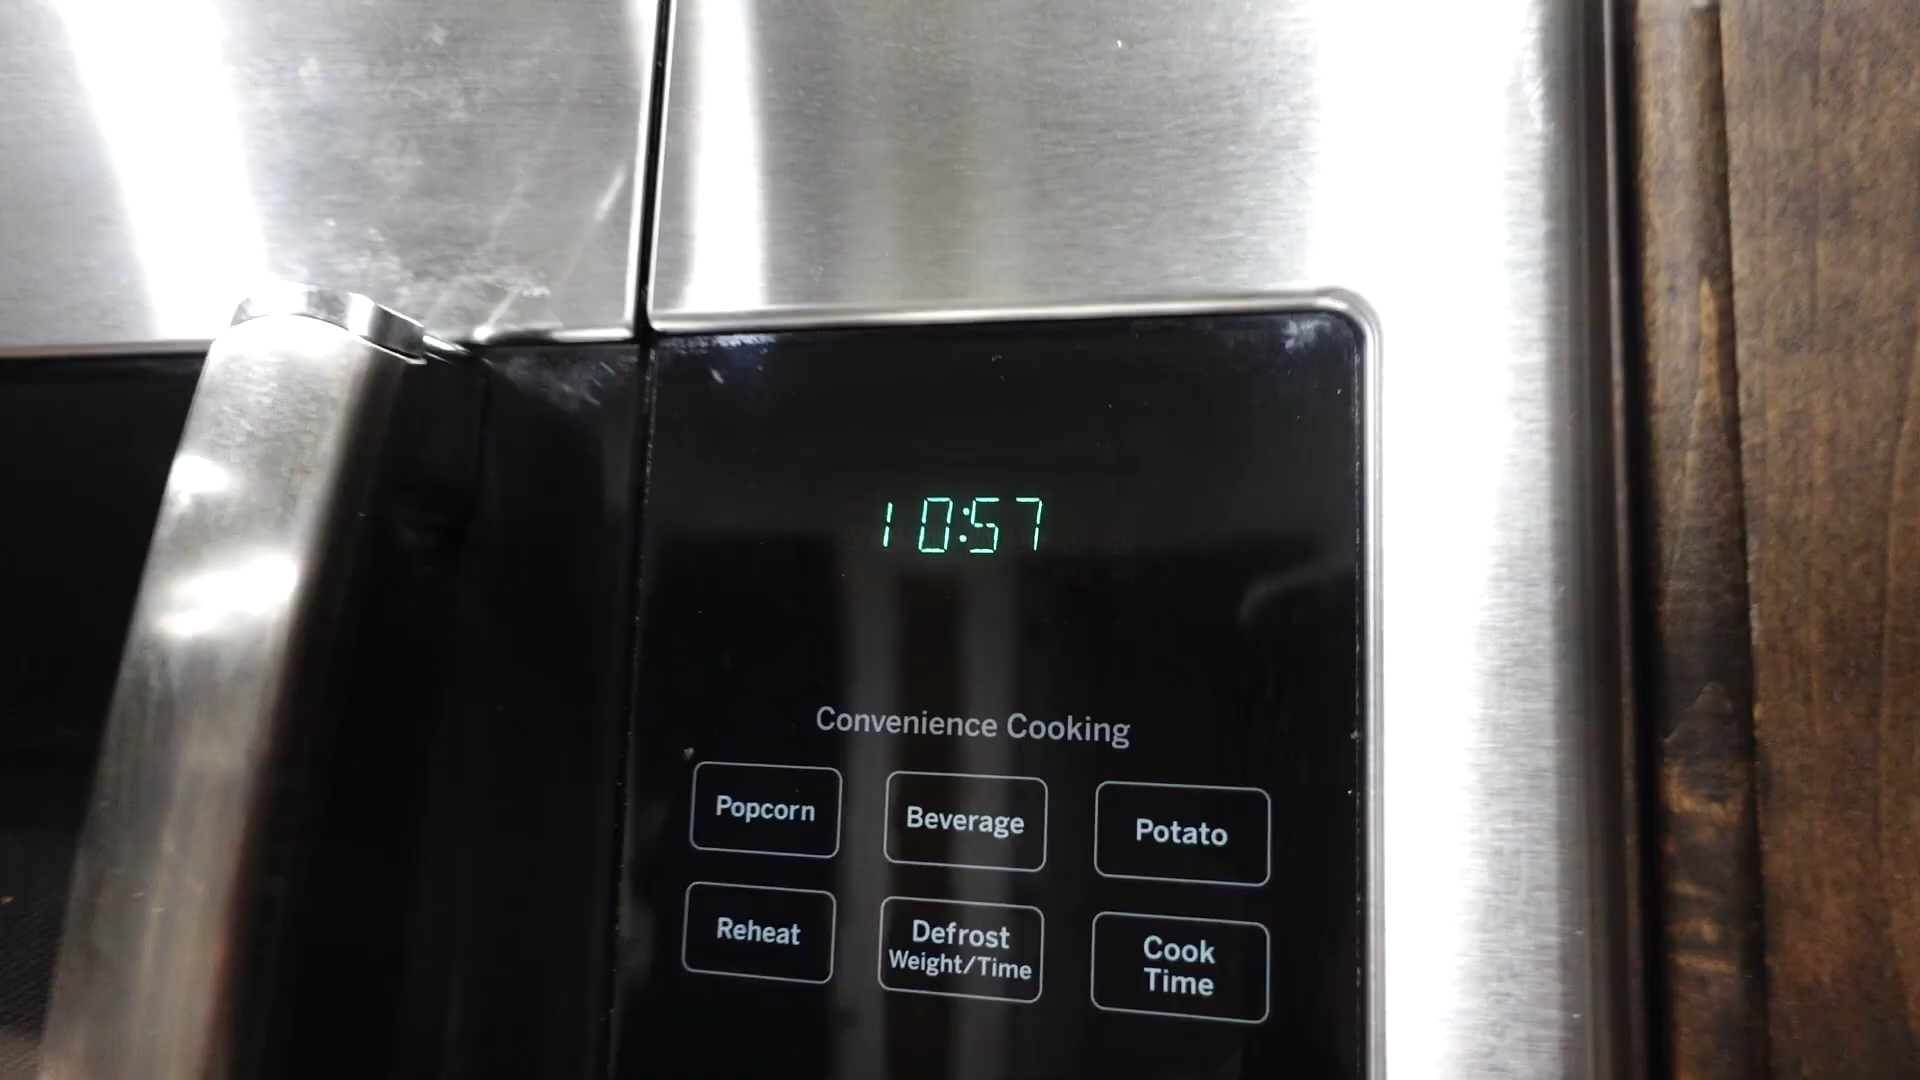 10:57
Convenience Cooking
Popcorn
Beverage
Potato
Reheat
Defrost
Weight/Time
Cook
Time